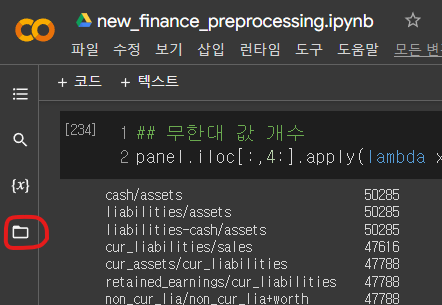 new_finance_preprocessing.ipynb
파일 수정 보기 삽입 런타임 도구 도움말 모든 변
+ 코드 + 텍스트
[234] 1 ## 무한대 값 개수
2 panel.iloc[:,4:].apply(lambda x
{x}
cash/assets 50285
liabilities/assets 50285
liabilities-cash/assets 50285
cur_liabilities/sales 47616
cur_assets/cur_liabilities 47788
retained_earnings/cur_liabilities 47788
non_cur_lia/non_cur_lia+worth 47788